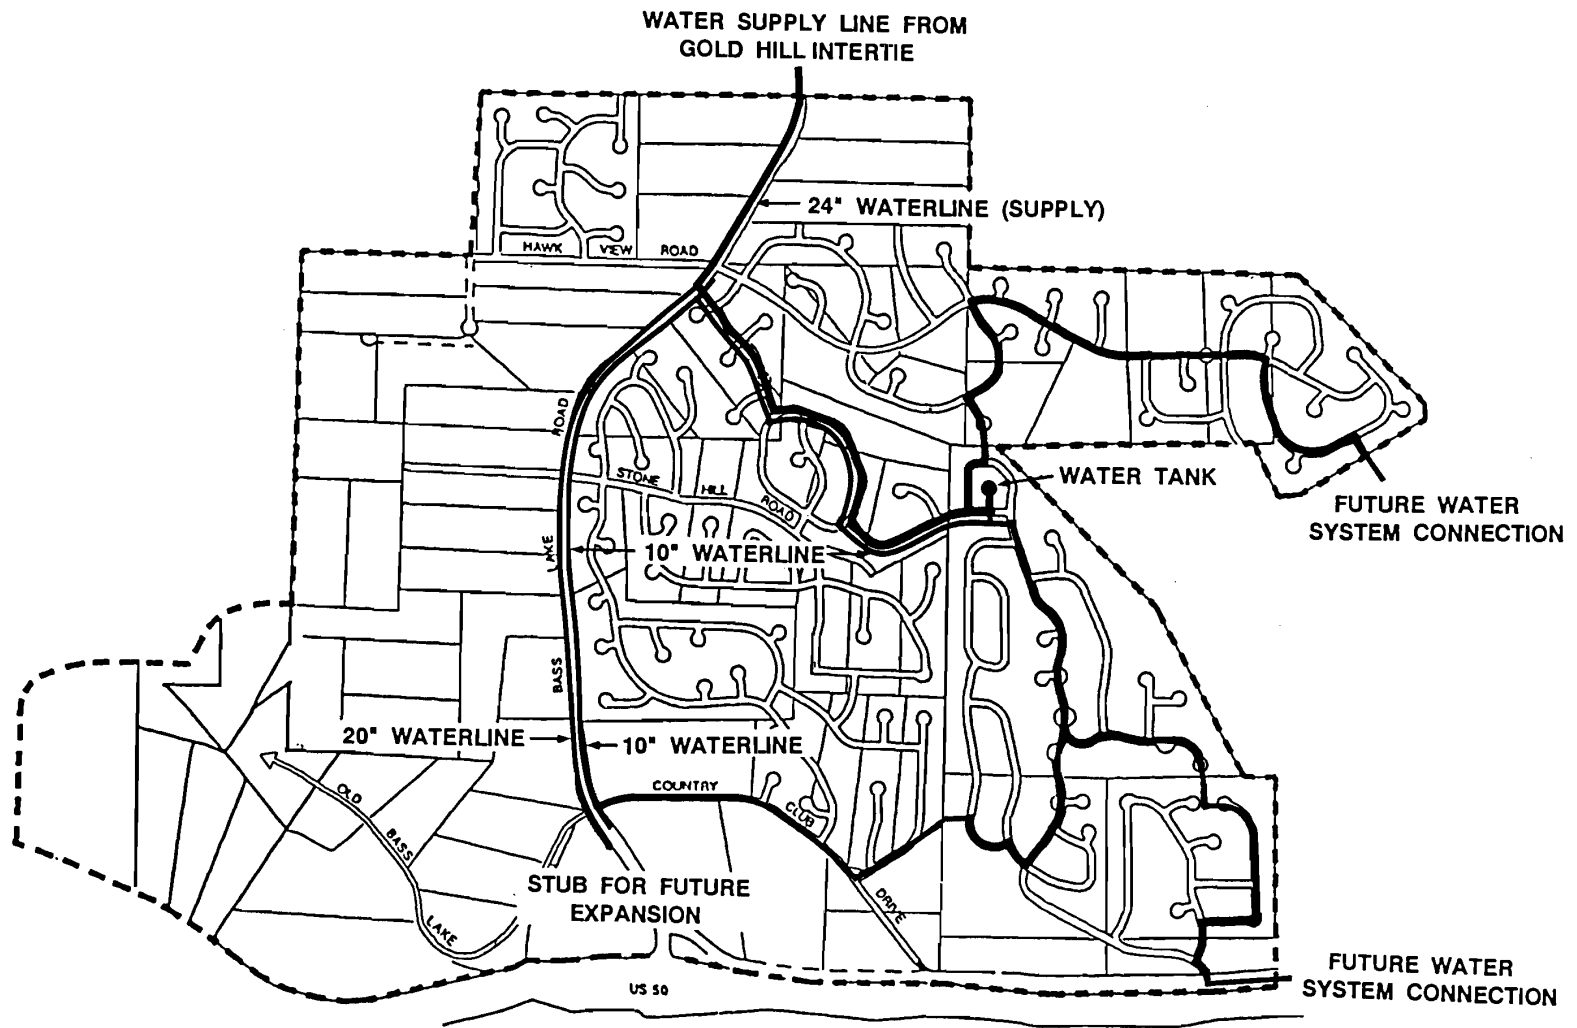 WATER SUPPLY LINE FROM
GOLD HILL INTERTIE
24" WATERLINE (SUPPLY)
HAWK VIEW ROAD
ROAD
WATER TANK
STONE HILL ROAD
FUTURE WATER
SYSTEM CONNECTION
LAKE
10" WATERLINE
BASS
20" WATERLINE
10" WATERLINE
COUNTRY
CLUB
OLD
BASS
LAKE
STUB FOR FUTURE
EXPANSION
DRIVE
FUTURE WATER
SYSTEM CONNECTION
US 50